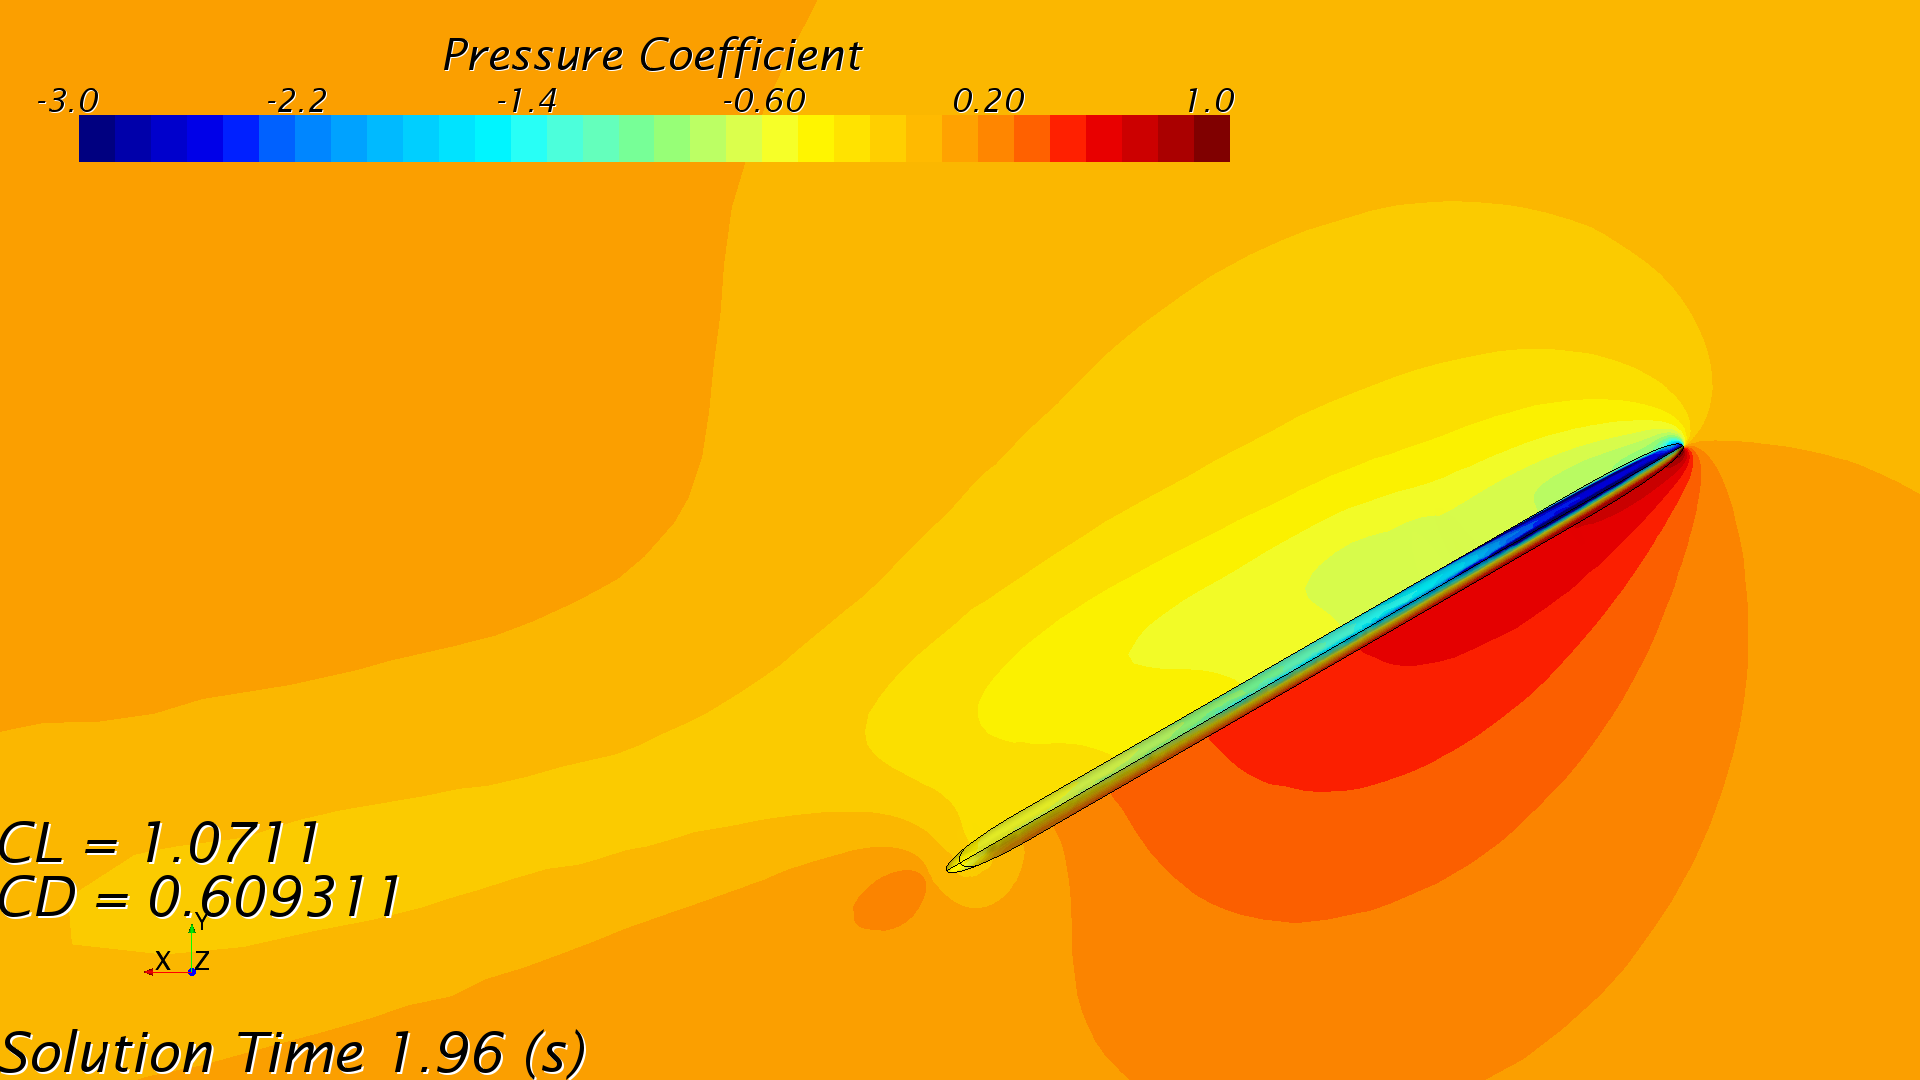 Pressure Coefficient
-3.0 -2.2 -1.4 -0.60 0.20 1.0
CL = 1.0711
CD = 0.609311
Y
X Z
Solution Time 1.96 (s)